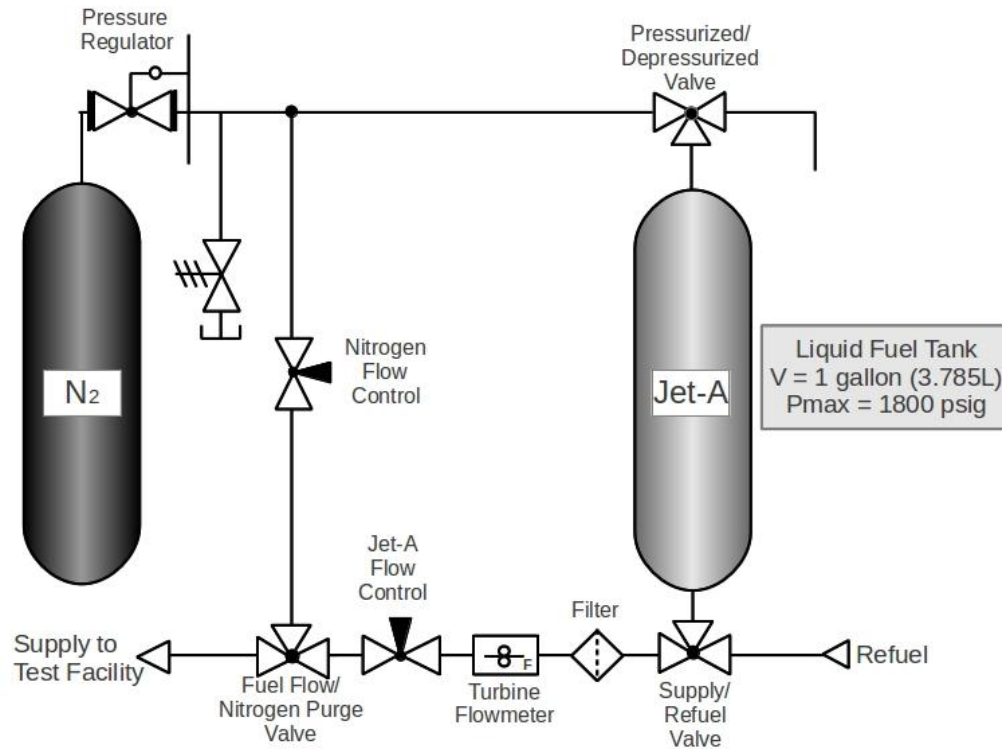 Pressure
Regulator
Pressurized/
Depressurized
Valve
N2
Nitrogen
Flow
Control
Jet-A
Liquid Fuel Tank
V = 1 gallon (3.785L)
Pmax = 1800 psig
Jet-A
Flow
Control
Filter
Supply to
Test Facility
F
Refuel
Fuel Flow/
Nitrogen Purge
Valve
Turbine
Flowmeter
Supply/
Refuel
Valve